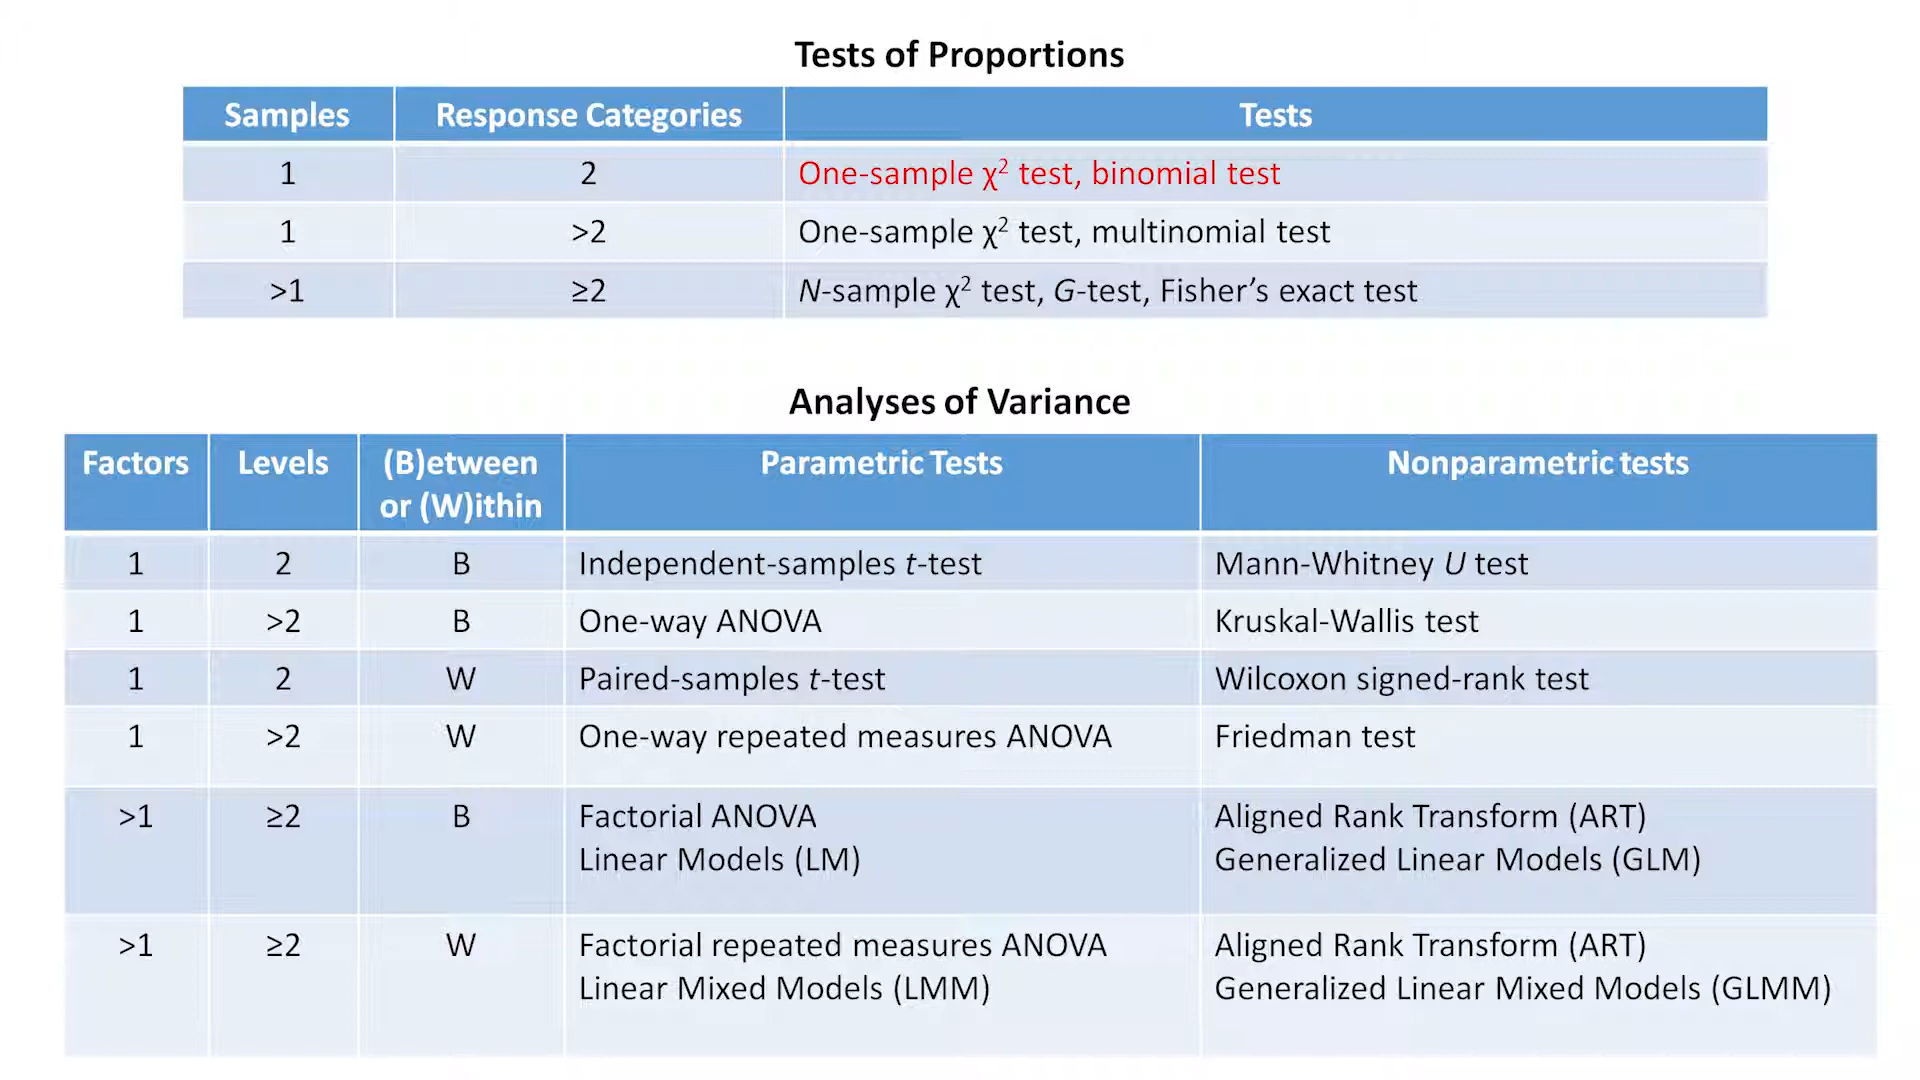 Tests of Proportions
Samples Response Categories Tests
1 2 One-sample χ² test, binomial test
1 >2 One-sample χ² test, multinomial test
>1 ≥2 N-sample χ² test, G-test, Fisher’s exact test
Analyses of Variance
Factors Levels (B)etween Parametric Tests Nonparametric tests
or (W)ithin
1 2 B Independent-samples t-test Mann-Whitney U test
1 >2 B One-way ANOVA Kruskal-Wallis test
1 2 W Paired-samples t-test Wilcoxon signed-rank test
1 >2 W One-way repeated measures ANOVA Friedman test
>1 ≥2 B Factorial ANOVA Aligned Rank Transform (ART)
Linear Models (LM) Generalized Linear Models (GLM)
>1 ≥2 W Factorial repeated measures ANOVA Aligned Rank Transform (ART)
Linear Mixed Models (LMM) Generalized Linear Mixed Models (GLMM)